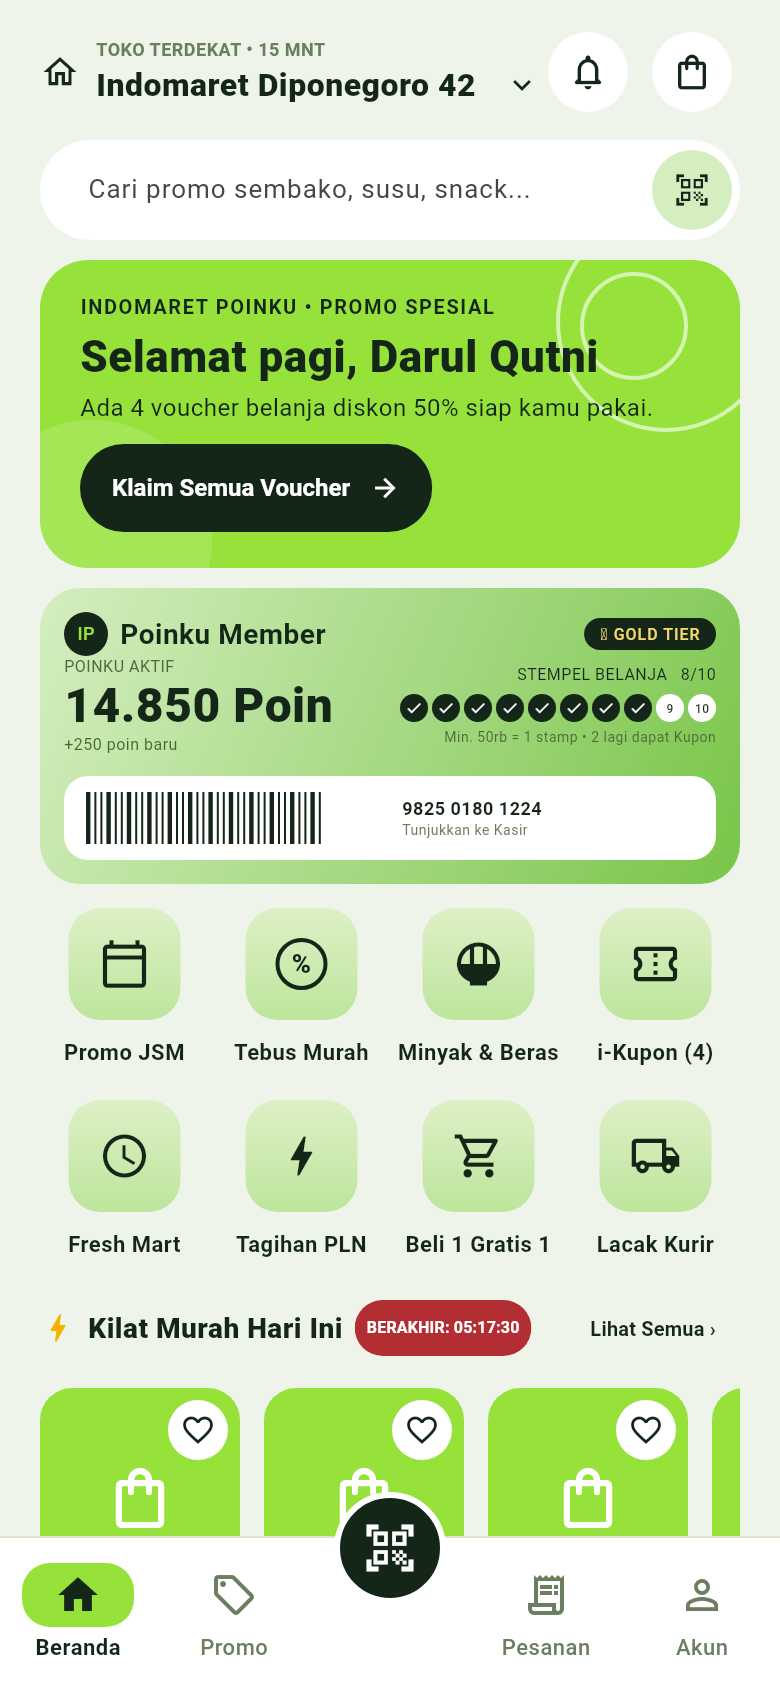 TOKO TERDEKAT • 15 MNT
Indomaret Diponegoro 42
Cari promo sembako, susu, snack...
INDOMARET POINKU • PROMO SPESIAL
Selamat pagi, Darul Qutni
Ada 4 voucher belanja diskon 50% siap kamu pakai.
Klaim Semua Voucher
IP Poinku Member
GOLD TIER
POINKU AKTIF
14.850 Poin
+250 poin baru
STEMPEL BELANJA 8/10
9 10
Min. 50rb = 1 stamp • 2 lagi dapat Kupon
9825 0180 1224
Tunjukkan ke Kasir
%
Promo JSM
Tebus Murah
Minyak & Beras
i-Kupon (4)
Fresh Mart
Tagihan PLN
Beli 1 Gratis 1
Lacak Kurir
Kilat Murah Hari Ini
BERAKHIR: 05:17:30
Lihat Semua ›
Beranda
Promo
Pesanan
Akun